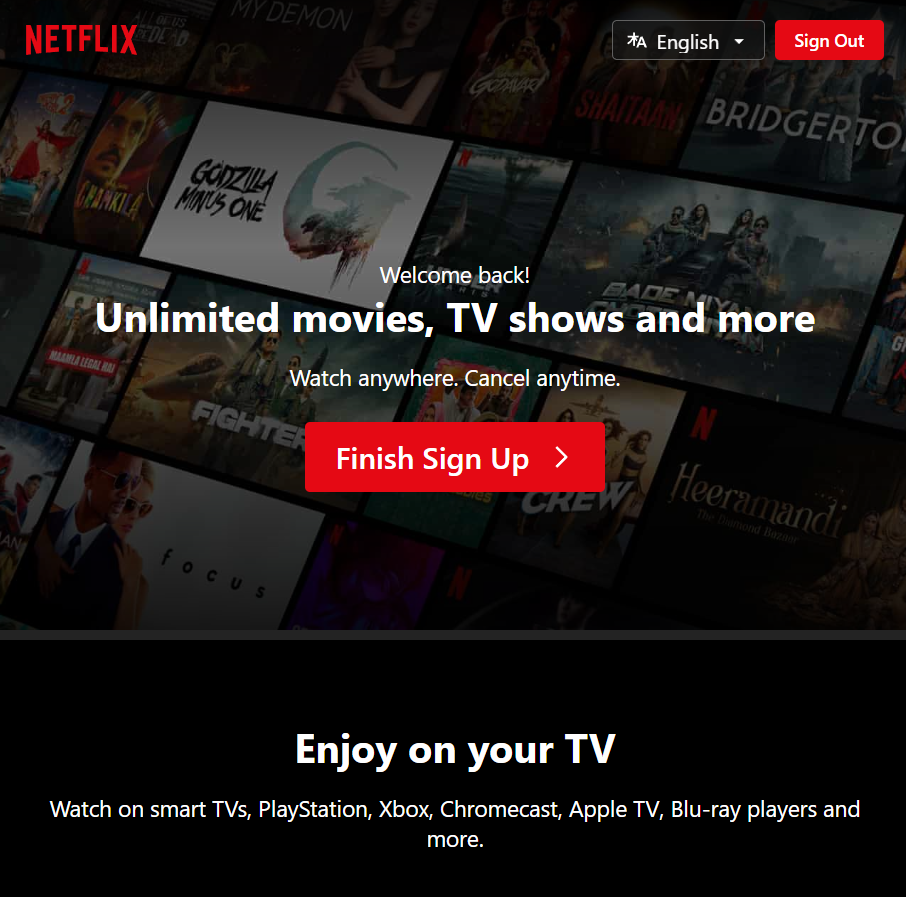 NETFLIX
English
Sign Out
MY DEMON
GODAVARI
SHAITAAN
BRIDGERTO
CHAMKILA
GODZILLA
MINUS ONE
Welcome back!
BADE MIYAN
Unlimited movies, TV shows and more
MAAMLA LEGAL HAI
Watch anywhere. Cancel anytime.
FIGHTER
Finish Sign Up
CREW
Heeramandi
The Diamond Bazaar
focus
Enjoy on your TV
Watch on smart TVs, PlayStation, Xbox, Chromecast, Apple TV, Blu-ray players and
more.